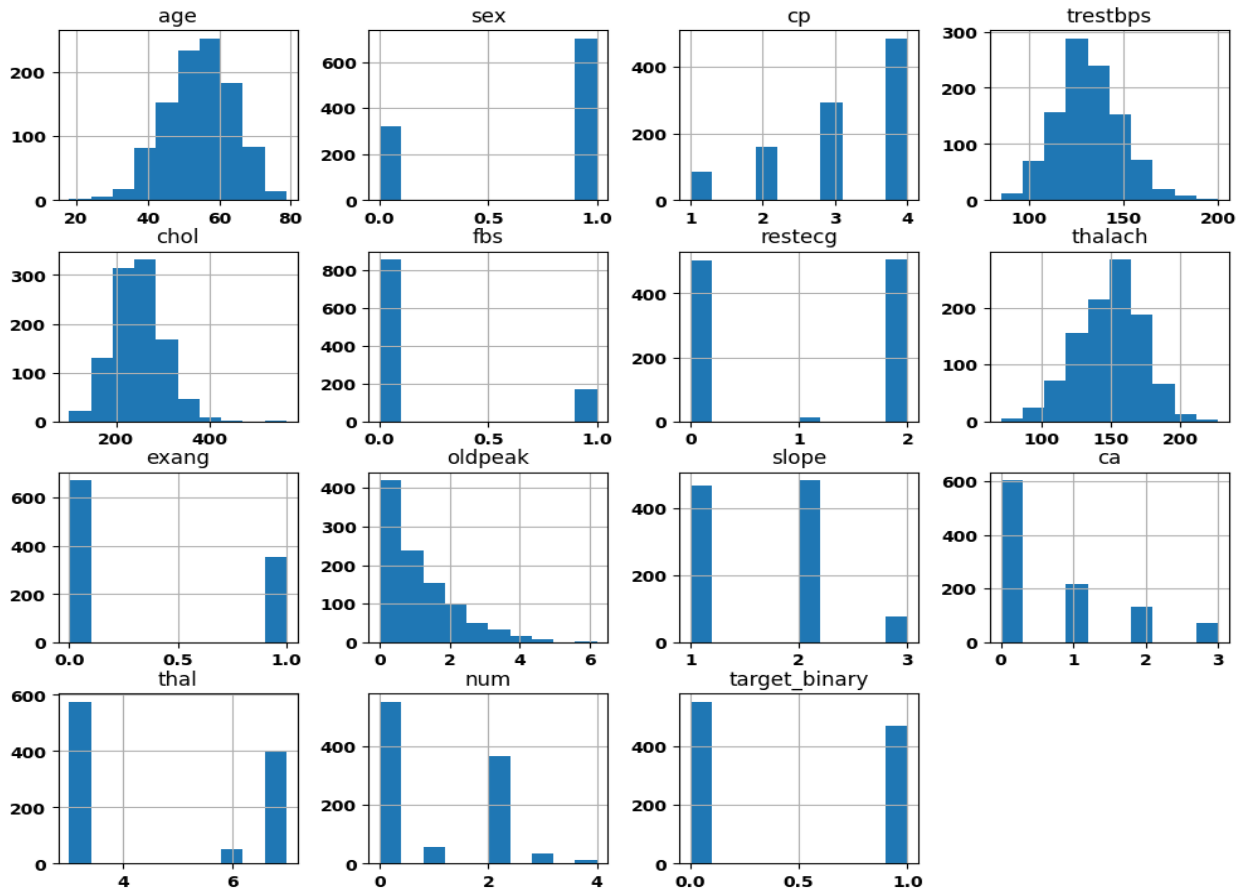 age sex cp trestbps
200 600 400 300
100 400 200 200
0 200 0 100
0 0
20 40 60 80 0.0 0.5 1.0 1 2 3 4 100 150 200
chol fbs restecg thalach
300 800 400 200
200 600 200 100
100 400 0 0
0 200
0
200 400 0.0 0.5 1.0 0 1 2 100 150 200
exang oldpeak slope ca
600 400 400 600
400 300 200 400
200 200 0 200
0 100 0
0
0.0 0.5 1.0 0 2 4 6 1 2 3 0 1 2 3
thal num target_binary
600 400 400
400 200 200
200 0 0
0
4 6 0 2 4 0.0 0.5 1.0